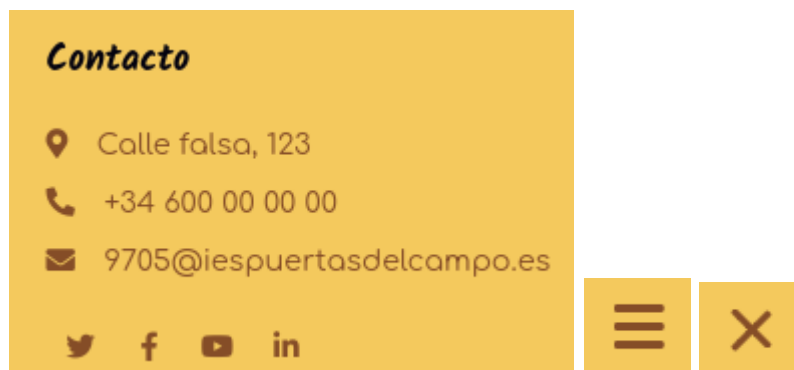 Contacto
Calle falsa, 123
+34 600 00 00 00
9705@iespuertasdelcampo.es